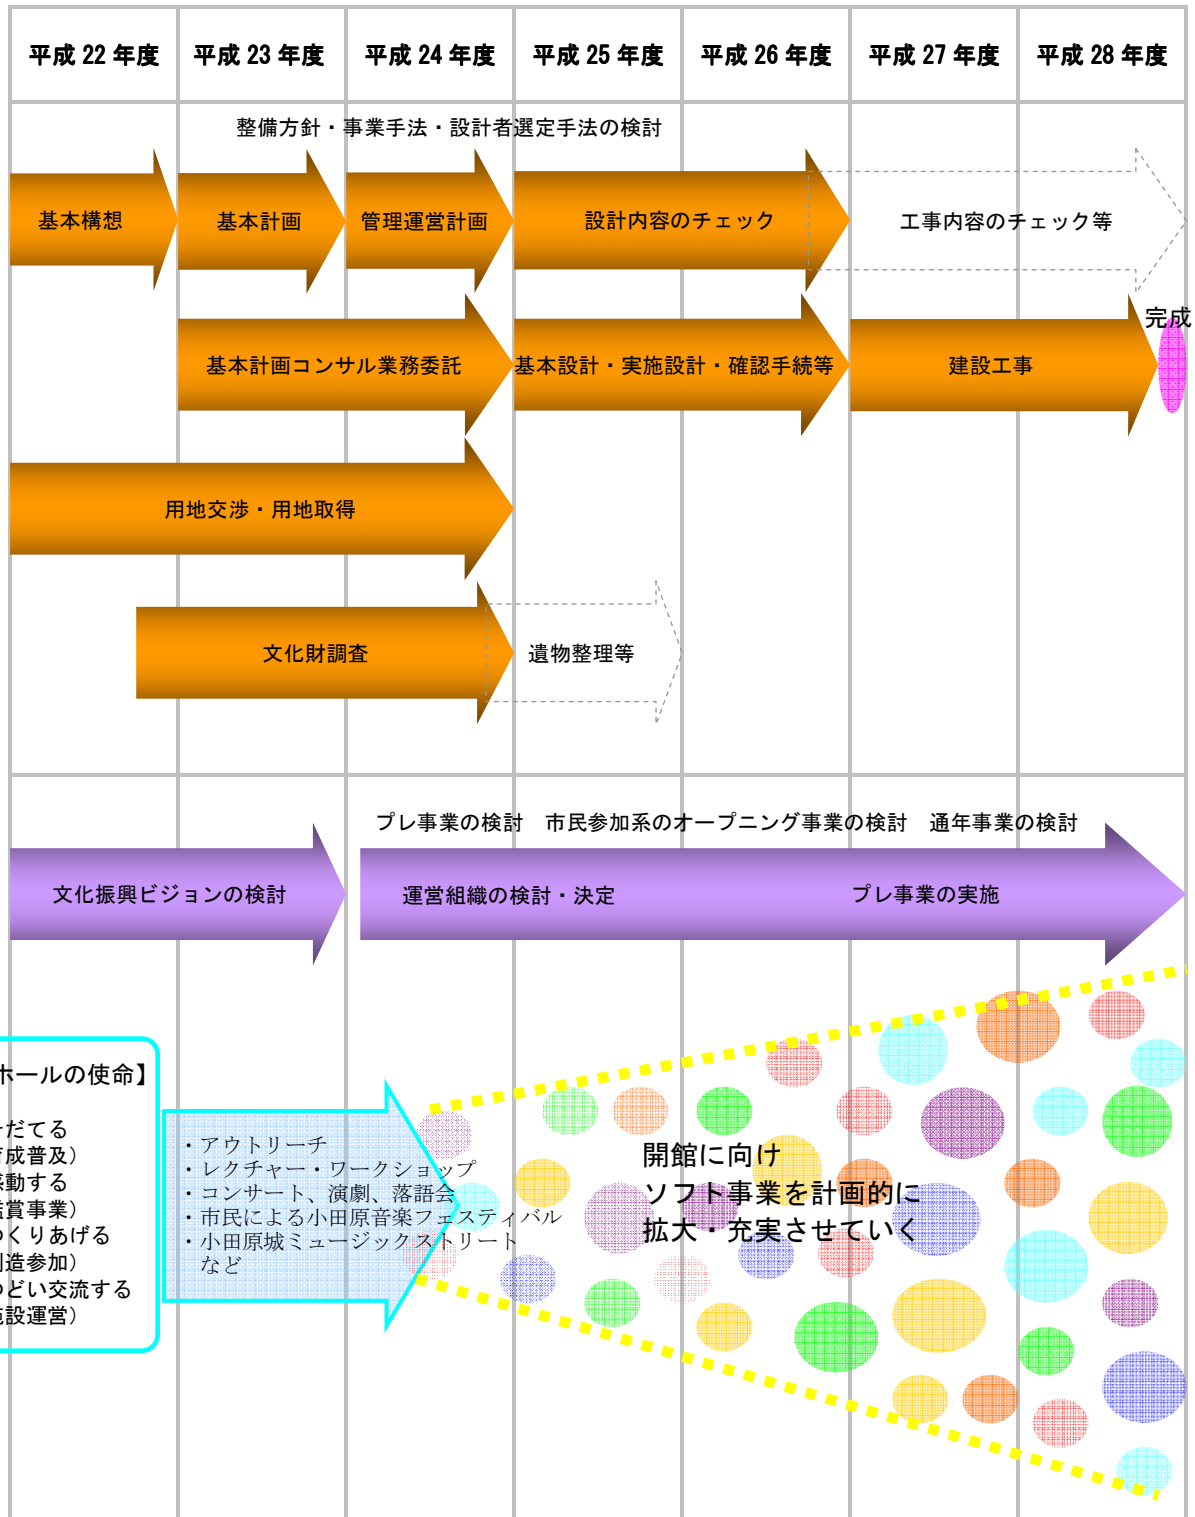 平成 22 年度
平成 23 年度
平成 24 年度
平成 25 年度
平成 26 年度
平成 27 年度
平成 28 年度
整備方針・事業手法・設計者選定手法の検討
基本構想
基本計画
管理運営計画
設計内容のチェック
工事内容のチェック等
完成
基本計画コンサル業務委託
基本設計・実施設計・確認手続等
建設工事
用地交渉・用地取得
文化財調査
遺物整理等
プレ事業の検討　市民参加系のオープニング事業の検討　通年事業の検討
文化振興ビジョンの検討
運営組織の検討・決定
プレ事業の実施
ホールの使命】
だてる
成普及）
動する
賞事業）
くりあげる
造参加）
どい交流する
設運営）
・アウトリーチ
・レクチャー・ワークショップ
・コンサート、演劇、落語会
・市民による小田原音楽フェスティバル
・小田原城ミュージックストリート
など
開館に向け
ソフト事業を計画的に
拡大・充実させていく